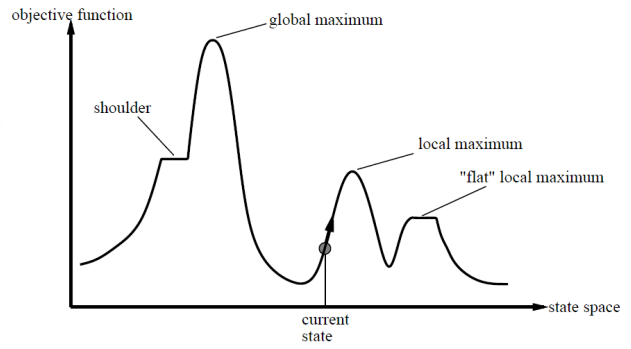 objective function
global maximum
shoulder
local maximum
"flat" local maximum
state space
current
state